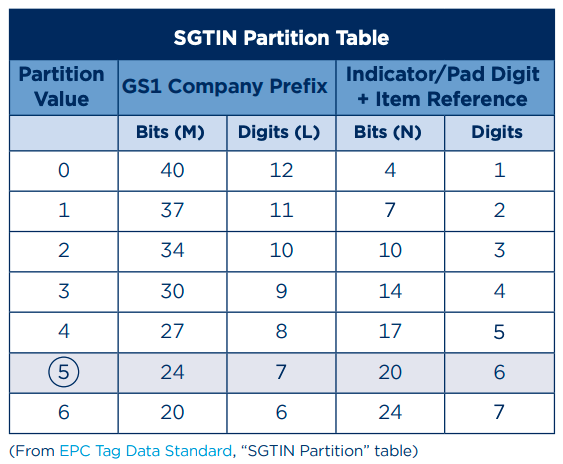 SGTIN Partition Table
Partition Value GS1 Company Prefix Indicator/Pad Digit + Item Reference
Bits (M) Digits (L) Bits (N) Digits
0 40 12 4 1
1 37 11 7 2
2 34 10 10 3
3 30 9 14 4
4 27 8 17 5
5 24 7 20 6
6 20 6 24 7
(From EPC Tag Data Standard, “SGTIN Partition” table)